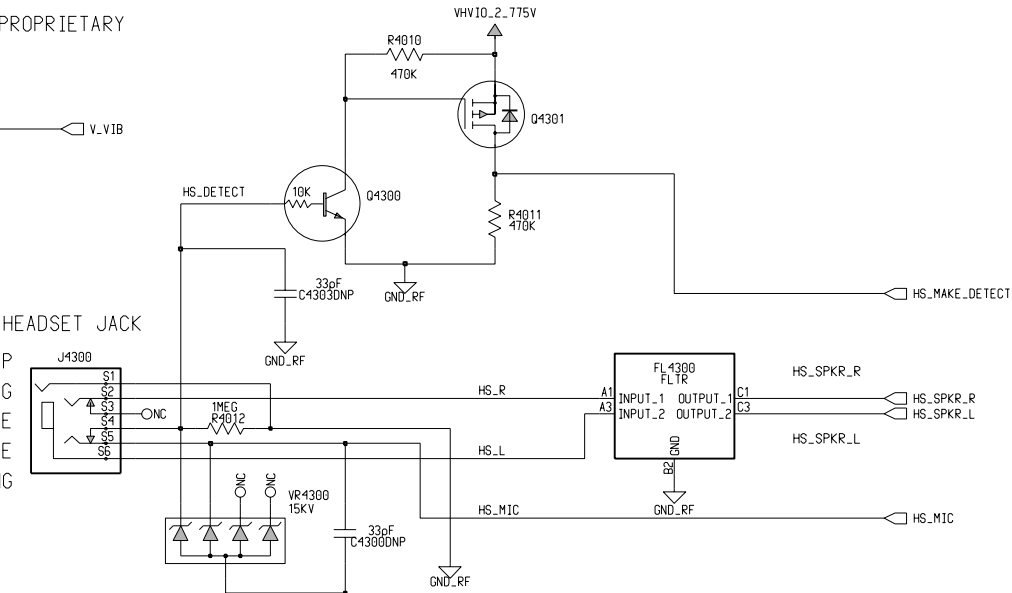 VHVIO_2_775V
PROPRIETARY
R4010
470K
Q4301
V_VIB
HS_DETECT
10K
Q4300
R4011
470K
33pF
C4303DNP
GND_RF
HS_MAKE_DETECT
HEADSET JACK
GND_RF
J4300
P
G
E
E
NG
S1
S2
S3
S4
S5
S6
NC
1MEG
R4012
HS_R
HS_L
FL4300
FLTR
A1
INPUT_1
OUTPUT_1
C1
A3
INPUT_2
OUTPUT_2
C3
GND
B2
GND_RF
HS_SPKR_R
HS_SPKR_R
HS_SPKR_L
HS_SPKR_L
NC
NC
VR4300
15KV
33pF
C4300DNP
HS_MIC
HS_MIC
GND_RF